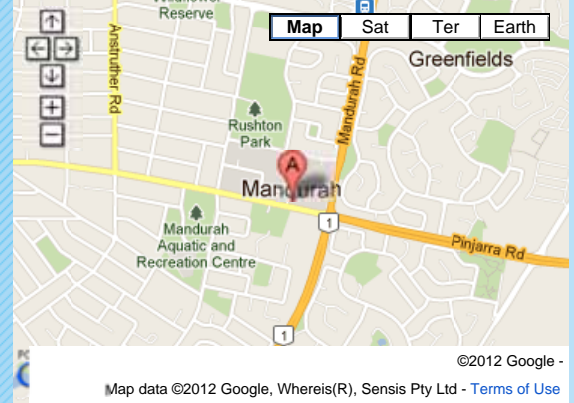 Wildflower
Reserve
Map Sat Ter Earth
Anstruther Rd
Greenfields
Mandurah Rd
Rushton
Park
A
Mandurah
1
Mandurah
Aquatic and
Recreation Centre
Pinjarra Rd
1
©2012 Google -
Map data ©2012 Google, Whereis(R), Sensis Pty Ltd - Terms of Use